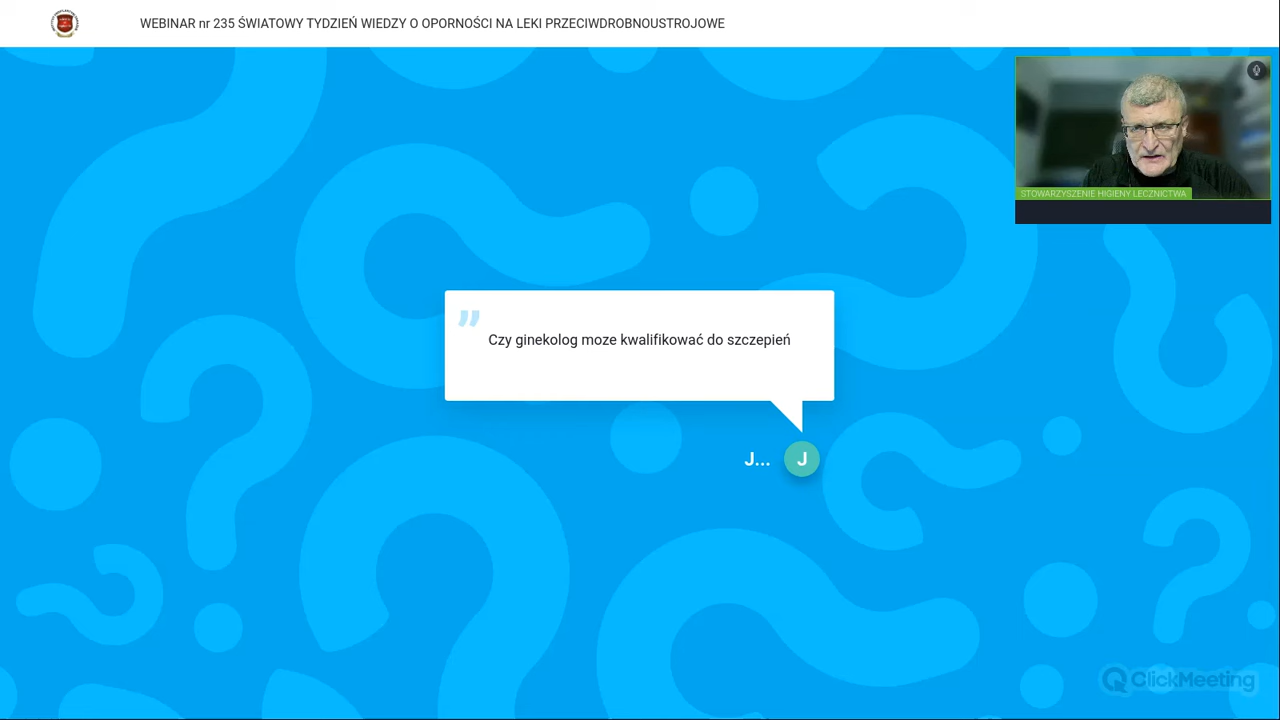 WEBINAR nr 235 ŚWIATOWY TYDZIEŃ WIEDZY O OPORNOŚCI NA LEKI PRZECIWDROBNOUSTROJOWE
STOWARZYSZENIE HIGIENY LECZNICTWA
Czy ginekolog moze kwalifikować do szczepień
J... J
ClickMeeting